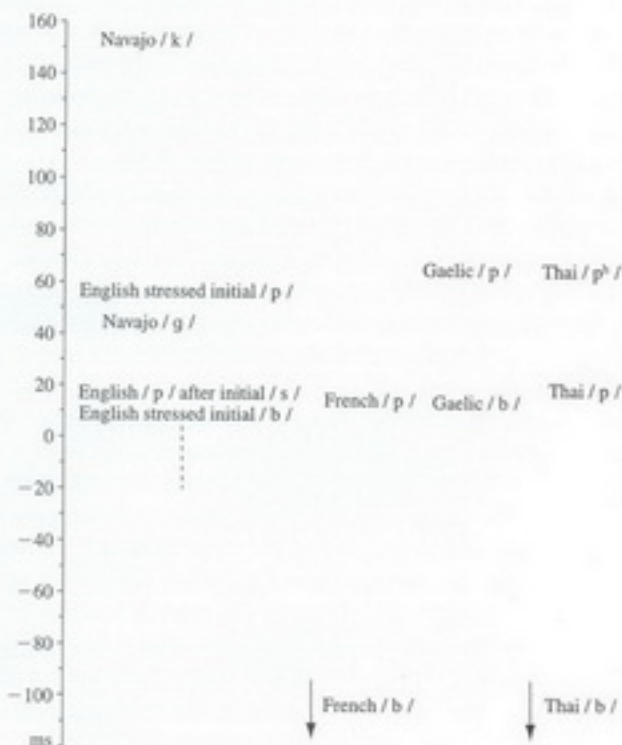 160
Navajo / k /
140
120
100
80
Gaelic / p / Thai / pʰ /
60
English stressed initial / p /
Navajo / g /
40
20
English / p / after initial / s / French / p / Gaelic / b / Thai / p /
English stressed initial / b /
0
−20
−40
−60
−80
−100
French / b / Thai / b /
ms